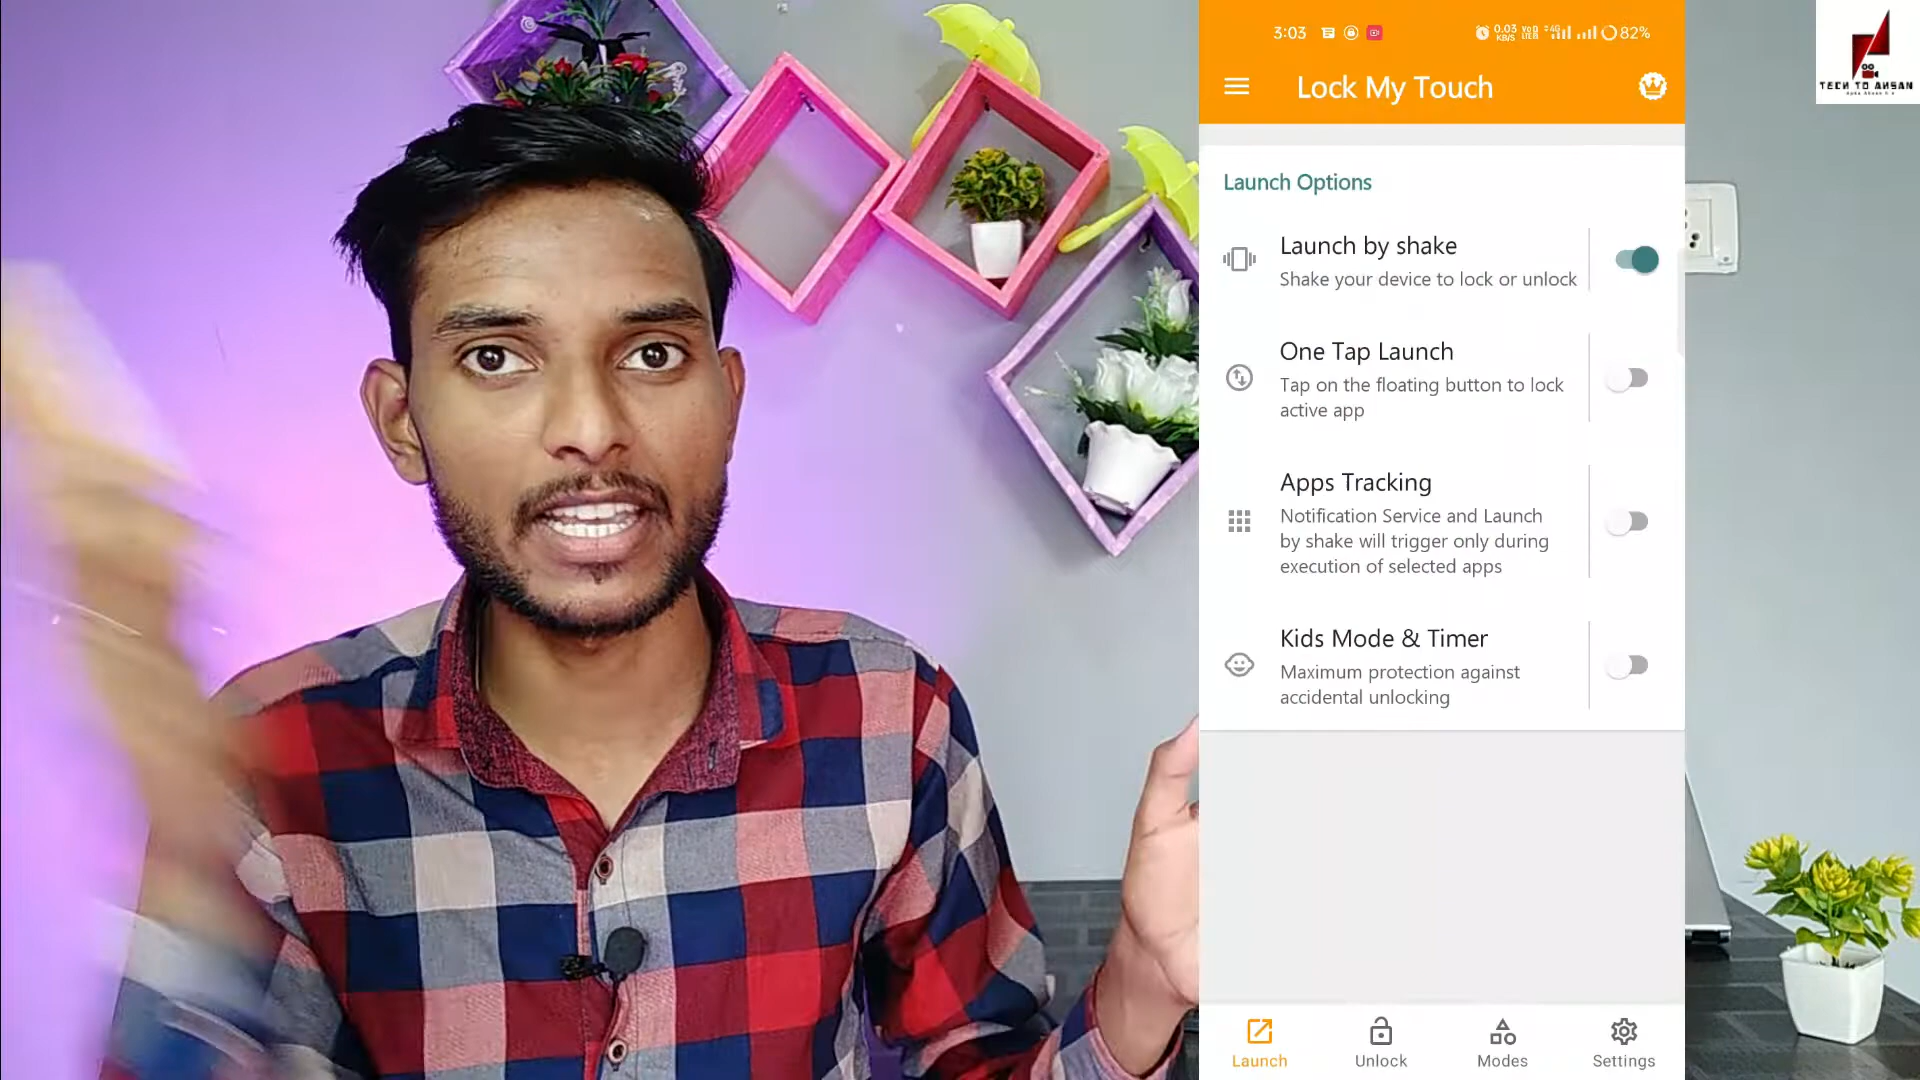 3:03
0.03
KB/S
82%
Lock My Touch
Launch Options
Launch by shake
Shake your device to lock or unlock
One Tap Launch
Tap on the floating button to lock
active app
Apps Tracking
Notification Service and Launch
by shake will trigger only during
execution of selected apps
Kids Mode & Timer
Maximum protection against
accidental unlocking
Launch
Unlock
Modes
Settings
TECH TO AHSAN